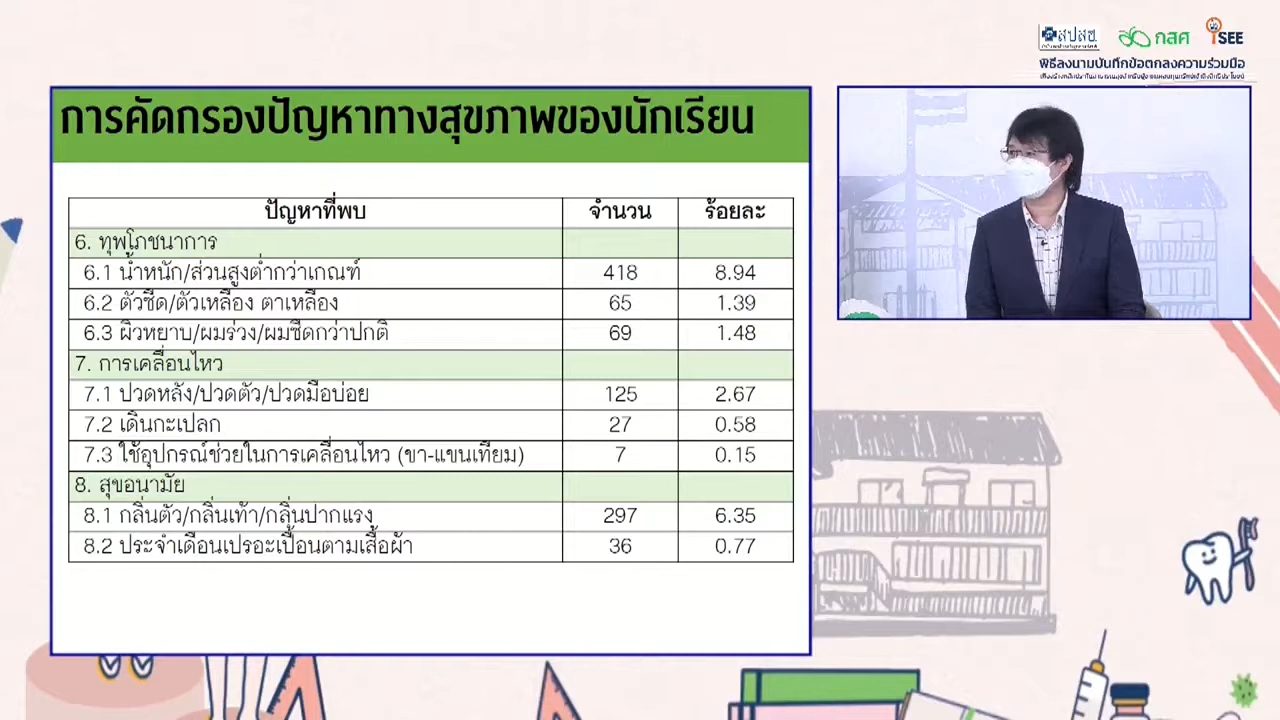 สปสช.
กสศ
iSEE
พิธีลงนามบันทึกข้อตกลงความร่วมมือ
การคัดกรองปัญหาทางสุขภาพของนักเรียน
ปัญหาที่พบ จำนวน ร้อยละ
6. ทุพโภชนาการ
6.1 น้ำหนัก/ส่วนสูงต่ำกว่าเกณฑ์ 418 8.94
6.2 ตัวซีด/ตัวเหลือง ตาเหลือง 65 1.39
6.3 ผิวหยาบ/ผมร่วง/ผมซีดกว่าปกติ 69 1.48
7. การเคลื่อนไหว
7.1 ปวดหลัง/ปวดตัว/ปวดมือบ่อย 125 2.67
7.2 เดินกะเปลก 27 0.58
7.3 ใช้อุปกรณ์ช่วยในการเคลื่อนไหว (ขา-แขนเทียม) 7 0.15
8. สุขอนามัย
8.1 กลิ่นตัว/กลิ่นเท้า/กลิ่นปากแรง 297 6.35
8.2 ประจำเดือนเปรอะเปื้อนตามเสื้อผ้า 36 0.77